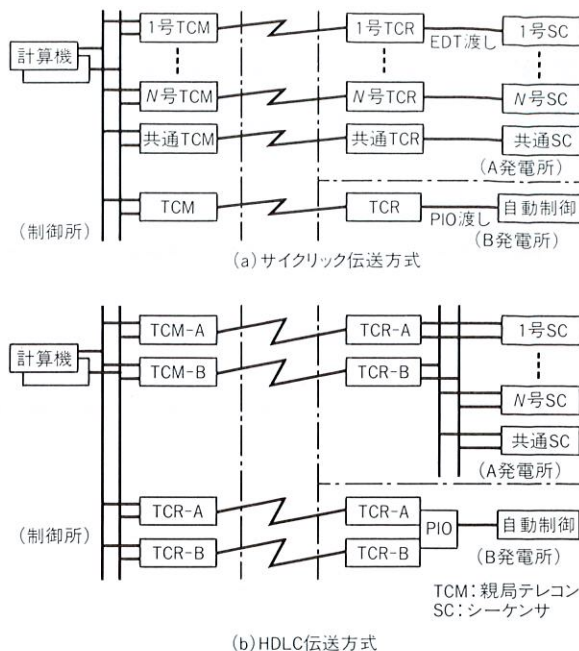 1号TCM
1号TCR
EDT渡し
1号SC
計算機
N号TCM
N号TCR
N号SC
共通TCM
共通TCR
共通SC
(A発電所)
TCM
TCR
PIO渡し
自動制御
(制御所)
(B発電所)
(a)サイクリック伝送方式
TCM-A
TCR-A
1号SC
計算機
TCM-B
TCR-B
N号SC
共通SC
(A発電所)
TCR-A
TCR-A
PIO
自動制御
(制御所)
TCR-B
TCR-B
(B発電所)
TCM:親局テレコン
SC:シーケンサ
(b)HDLC伝送方式